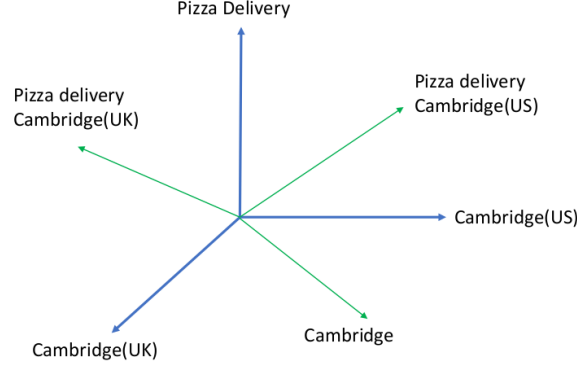 Pizza Delivery
Pizza delivery
Cambridge(US)
Pizza delivery
Cambridge(UK)
Cambridge(US)
Cambridge
Cambridge(UK)